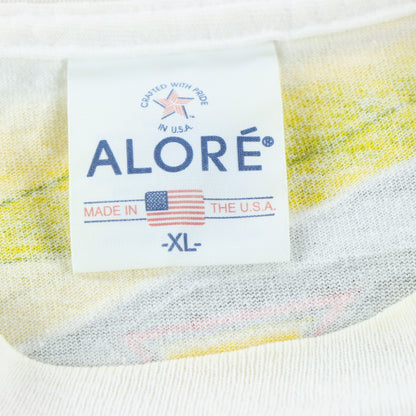 CRAFTED WITH PRIDE
IN U.S.A.
ALORÉ®
MADE IN THE U.S.A.
-XL-